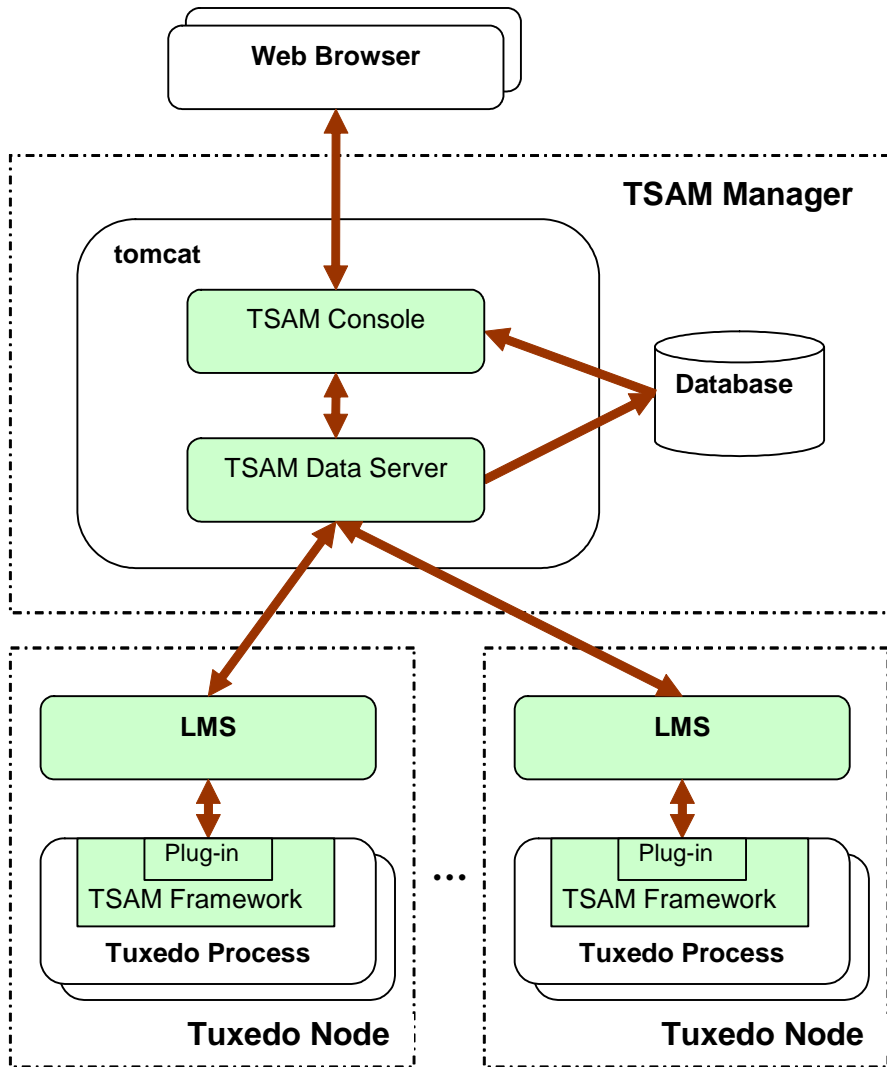 Web Browser
TSAM Manager
tomcat
TSAM Console
Database
TSAM Data Server
LMS
LMS
Plug-in
TSAM Framework
Tuxedo Process
...
Plug-in
TSAM Framework
Tuxedo Process
Tuxedo Node
Tuxedo Node